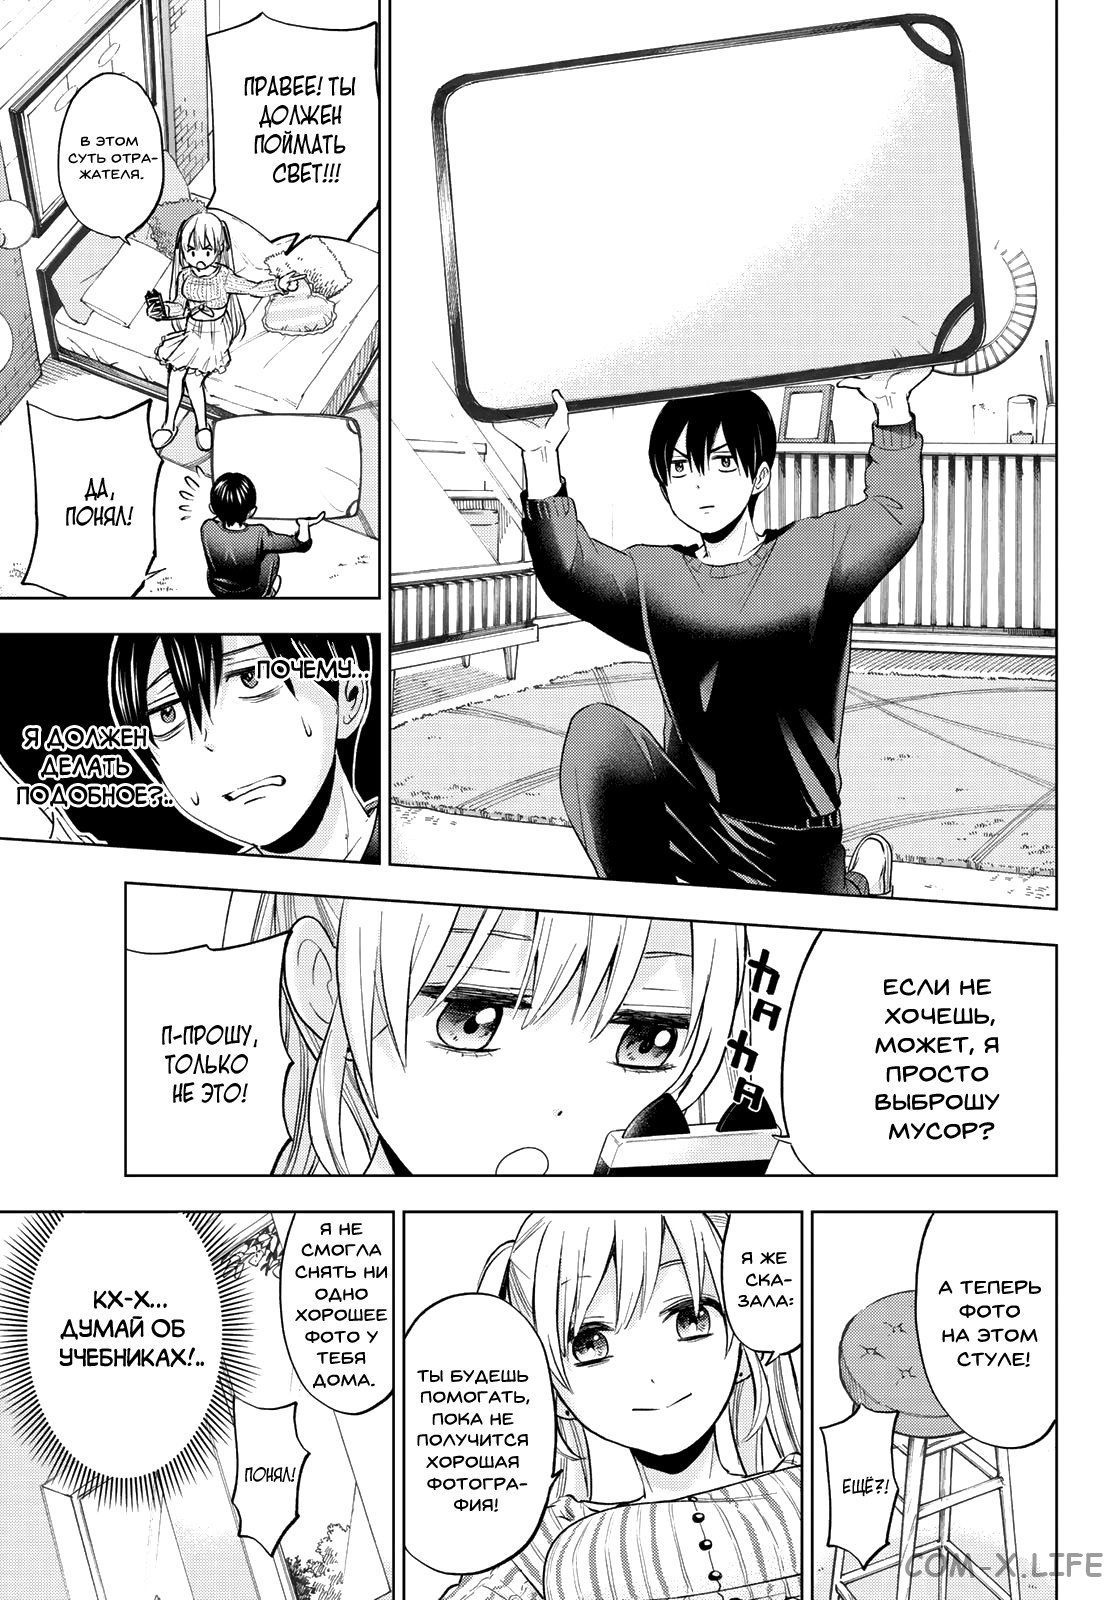 ПРАВЕЕ! ТЫ
ДОЛЖЕН
ПОЙМАТЬ
СВЕТ!!!
В ЭТОМ
СУТЬ ОТРА-
ЖАТЕЛЯ.
ДА,
ПОНЯЛ!
ПОЧЕМУ...
Я ДОЛЖЕН
ДЕЛАТЬ
ПОДОБНОЕ?..
ЕСЛИ НЕ
ХОЧЕШЬ,
МОЖЕТ, Я
ПРОСТО
ВЫБРОШУ
МУСОР?
НЯ
НЯ
П-ПРОШУ,
ТОЛЬКО
НЕ ЭТО!
А ТЕПЕРЬ
ФОТО
НА ЭТОМ
СТУЛЕ!
ЕЩЁ?!
Я ЖЕ
СКА-
ЗАЛА:
ТЫ БУДЕШЬ
ПОМОГАТЬ,
ПОКА НЕ
ПОЛУЧИТСЯ
ХОРОШАЯ
ФОТОГРА-
ФИЯ!
Я НЕ
СМОГЛА
СНЯТЬ НИ
ОДНО
ХОРОШЕЕ
ФОТО У
ТЕБЯ
ДОМА.
ПОНЯЛ!
КХ-Х...
ДУМАЙ ОБ
УЧЕБНИКАХ!..
COM-X.LIFE